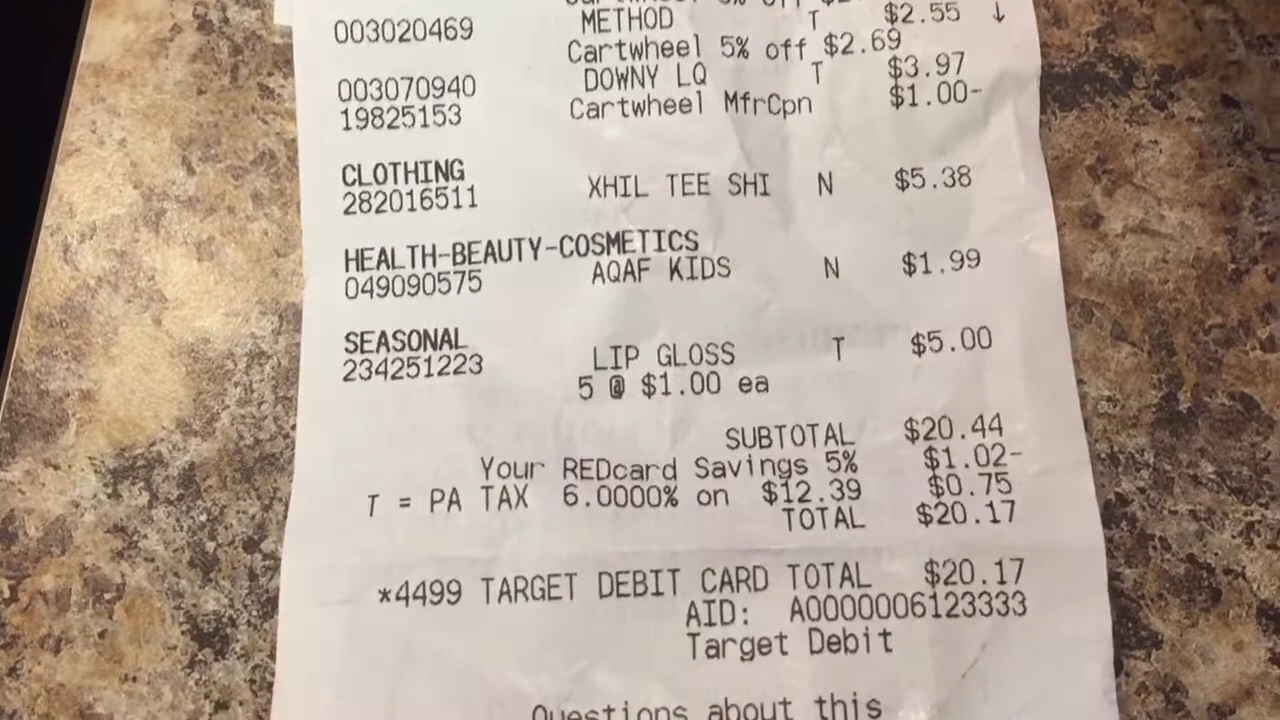 003020469 METHOD T $2.55 ↓
Cartwheel 5% off $2.69
003070940 DOWNY LQ T $3.97
19825153 Cartwheel MfrCpn $1.00-
CLOTHING
282016511 XHIL TEE SHI N $5.38
HEALTH-BEAUTY-COSMETICS
049090575 AQAF KIDS N $1.99
SEASONAL
234251223 LIP GLOSS T $5.00
5 @ $1.00 ea
SUBTOTAL $20.44
Your REDcard Savings 5% $1.02-
T = PA TAX 6.0000% on $12.39 $0.75
TOTAL $20.17
*4499 TARGET DEBIT CARD TOTAL $20.17
AID: A0000006123333
Target Debit
Questions about this